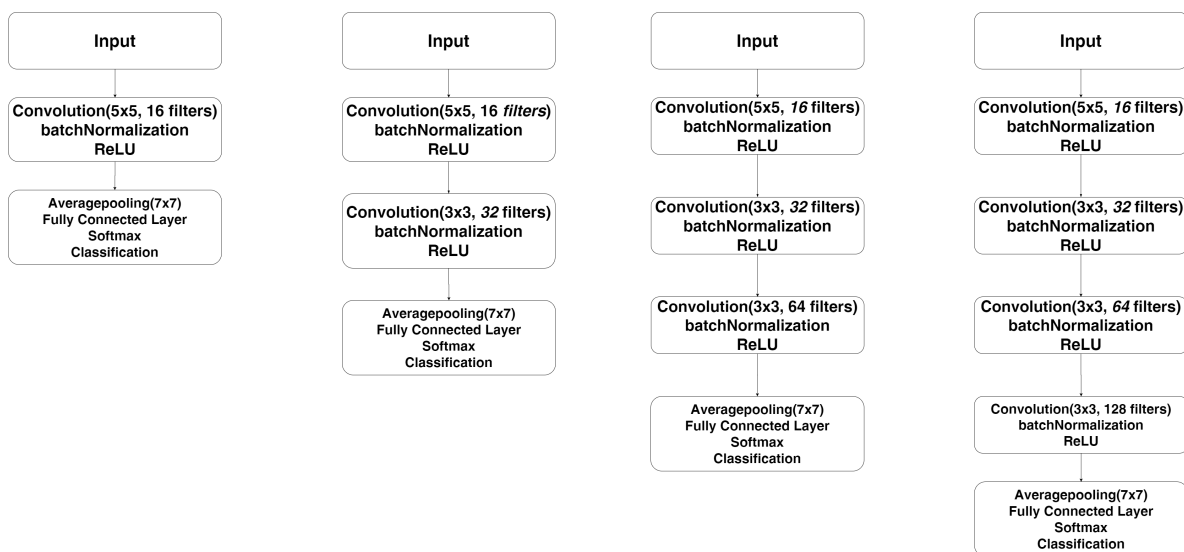 Input
Convolution(5x5, 16 filters)
batchNormalization
ReLU
Averagepooling(7x7)
Fully Connected Layer
Softmax
Classification
Input
Convolution(5x5, 16 filters)
batchNormalization
ReLU
Convolution(3x3, 32 filters)
batchNormalization
ReLU
Averagepooling(7x7)
Fully Connected Layer
Softmax
Classification
Input
Convolution(5x5, 16 filters)
batchNormalization
ReLU
Convolution(3x3, 32 filters)
batchNormalization
ReLU
Convolution(3x3, 64 filters)
batchNormalization
ReLU
Averagepooling(7x7)
Fully Connected Layer
Softmax
Classification
Input
Convolution(5x5, 16 filters)
batchNormalization
ReLU
Convolution(3x3, 32 filters)
batchNormalization
ReLU
Convolution(3x3, 64 filters)
batchNormalization
ReLU
Convolution(3x3, 128 filters)
batchNormalization
ReLU
Averagepooling(7x7)
Fully Connected Layer
Softmax
Classification